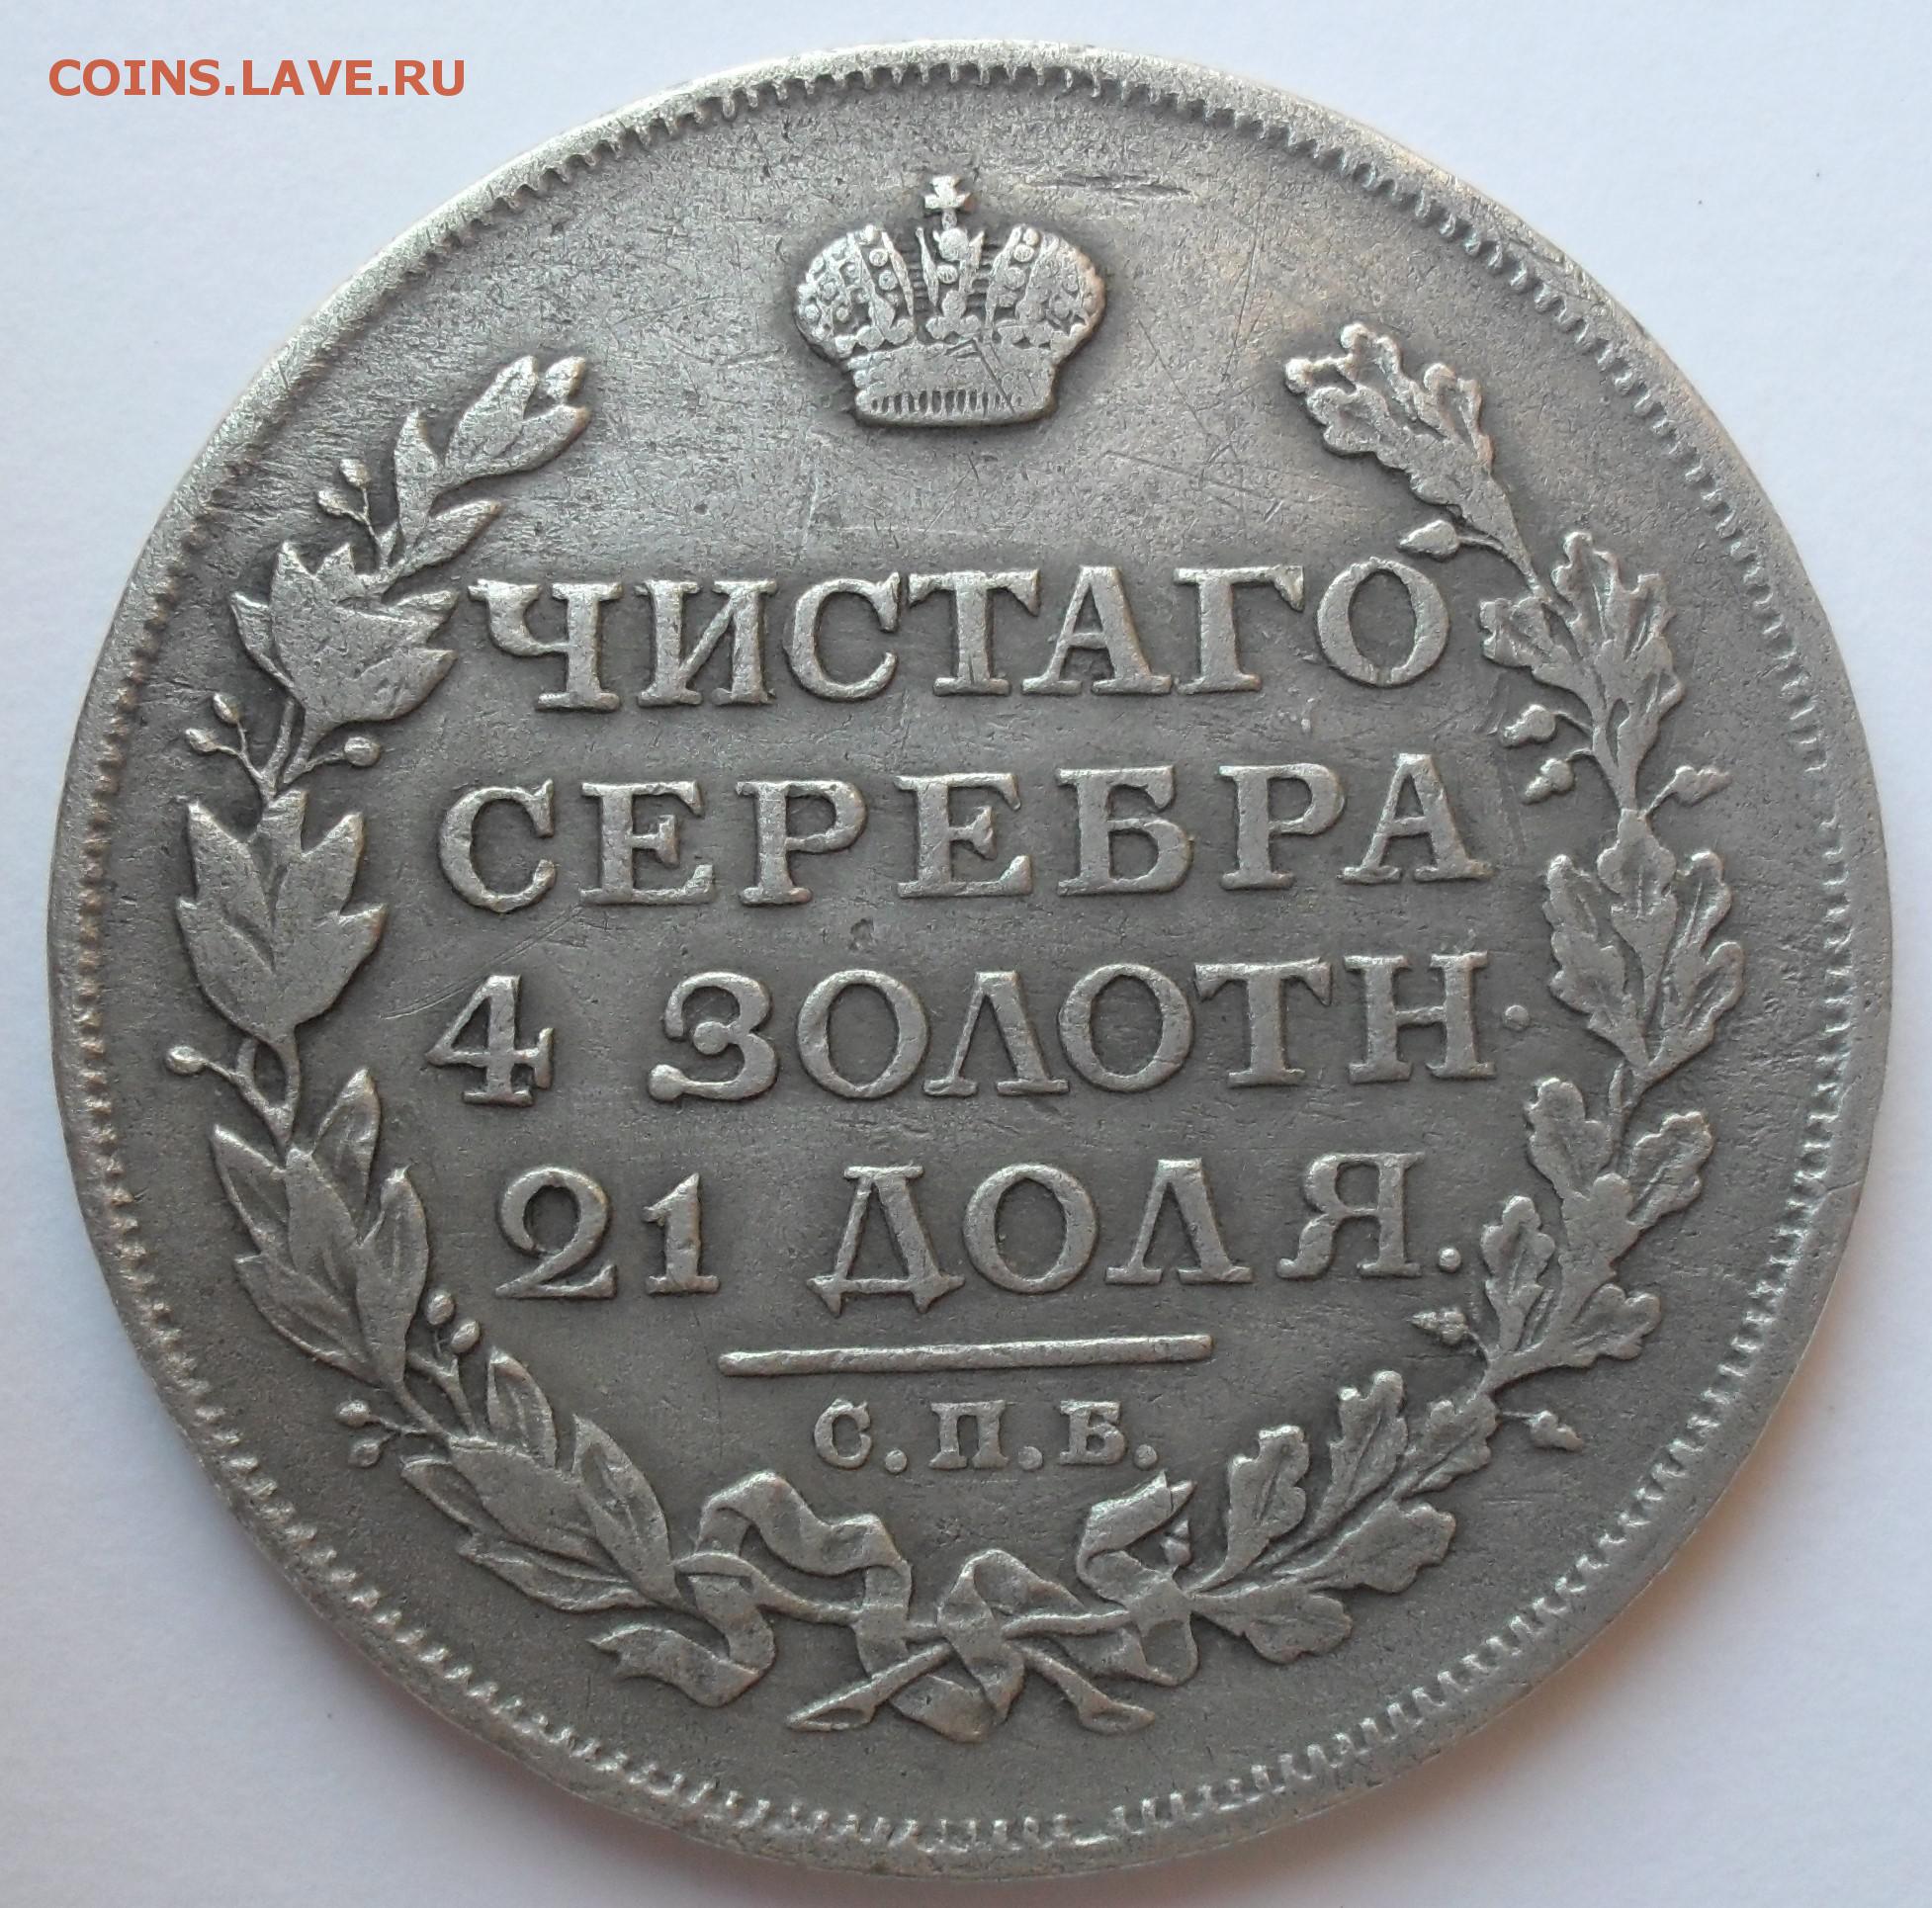 COINS.LAVE.RU
ЧИСТАГО
СЕРЕБРА
4 ЗОЛОТН.
21 ДОЛЯ.
С.П.Б.